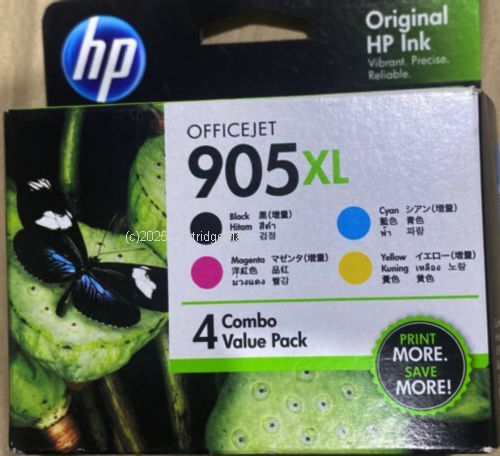 hp
Original
HP Ink
Vibrant. Precise.
Reliable.
OFFICEJET
905XL
Black 黒(増量)
Hitam สีดำ
검정
Cyan シアン(増量)
藍色 青色
ฟ้า 파랑
(c)2025
Magenta マゼンタ(増量)
洋紅色 品红
มวงแดง 빨강
Yellow イエロー(増量)
Kuning เหลือง 노랑
黃色 黄色
4 Combo
Value Pack
PRINT
MORE.
SAVE
MORE!